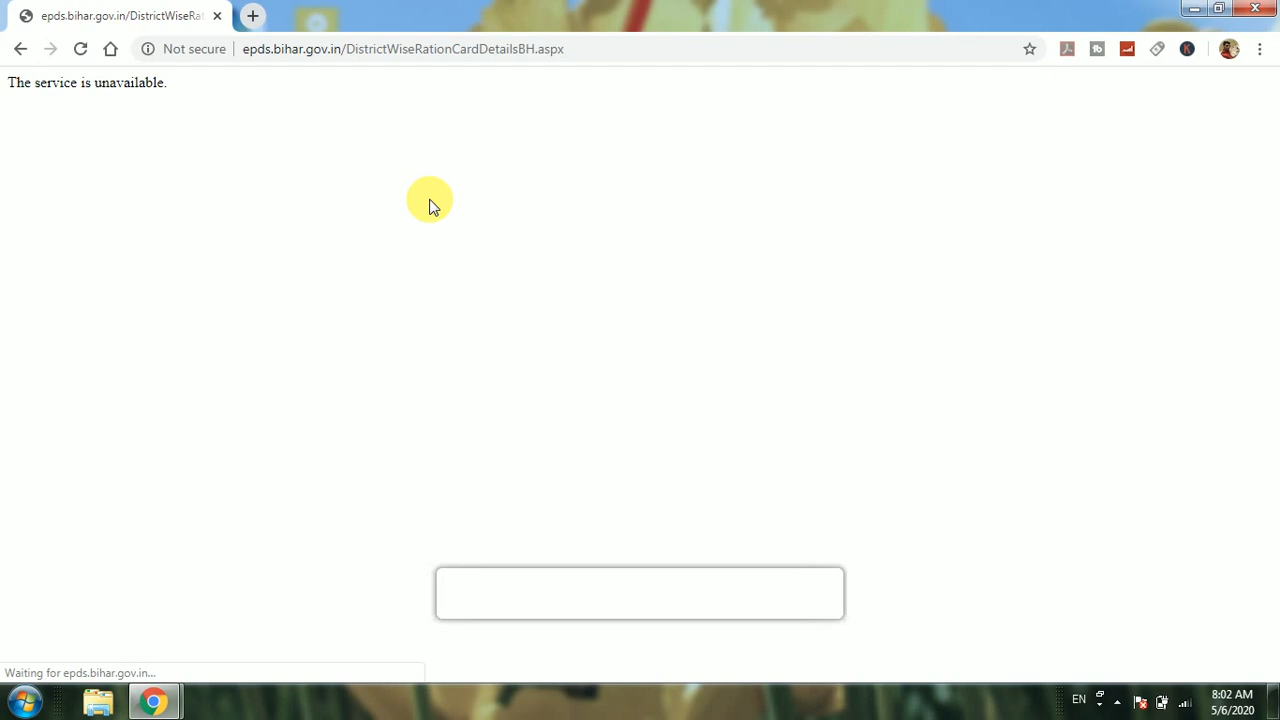 epds.bihar.gov.in/DistrictWiseRat
Not secure
epds.bihar.gov.in/DistrictWiseRationCardDetailsBH.aspx
The service is unavailable.
Waiting for epds.bihar.gov.in...
EN
8:02 AM
5/6/2020